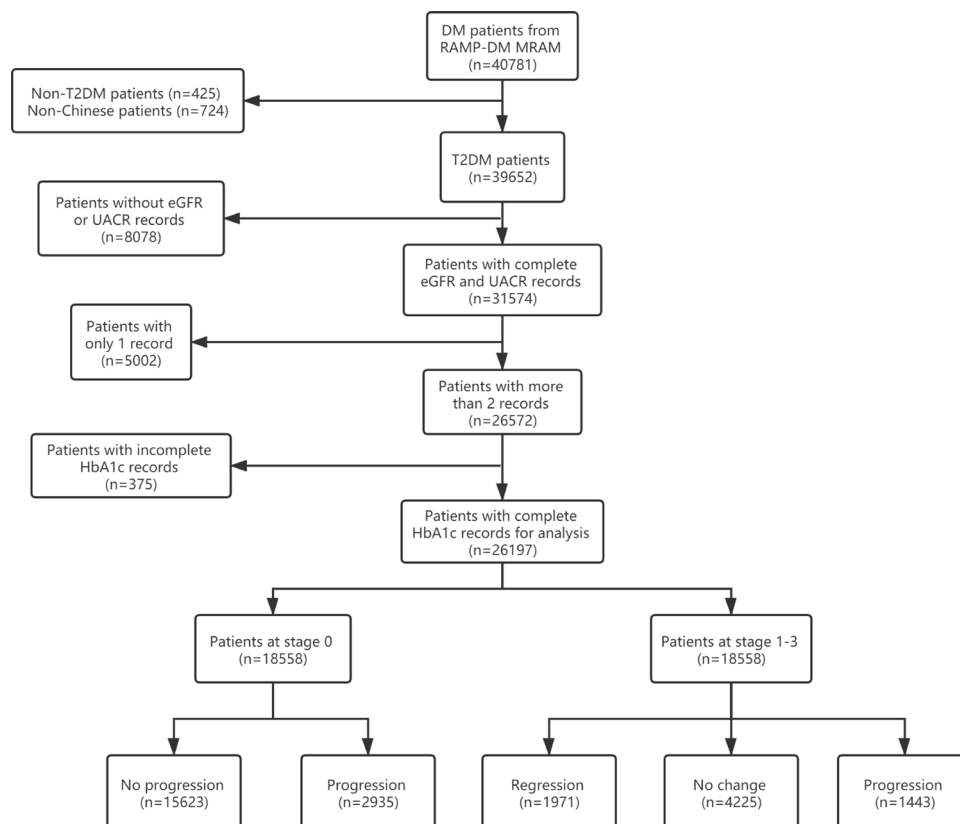 DM patients from
RAMP-DM MRAM
(n=40781)
Non-T2DM patients (n=425)
Non-Chinese patients (n=724)
T2DM patients
(n=39652)
Patients without eGFR
or UACR records
(n=8078)
Patients with complete
eGFR and UACR records
(n=31574)
Patients with
only 1 record
(n=5002)
Patients with more
than 2 records
(n=26572)
Patients with incomplete
HbA1c records
(n=375)
Patients with complete
HbA1c records for analysis
(n=26197)
Patients at stage 0
(n=18558)
Patients at stage 1-3
(n=18558)
No progression
(n=15623)
Progression
(n=2935)
Regression
(n=1971)
No change
(n=4225)
Progression
(n=1443)